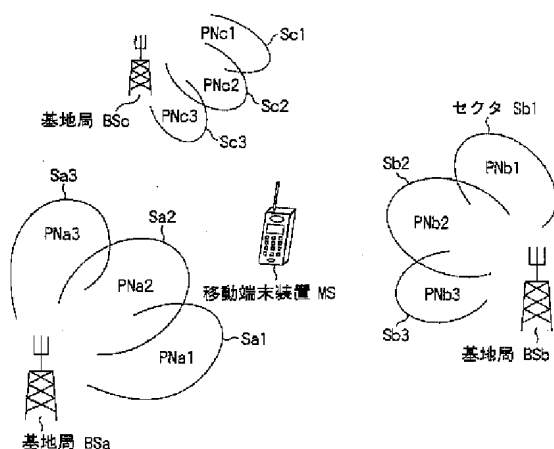 PNc1
Sc1
PNc2
Sc2
PNc3
Sc3
基地局 BSc
セクタ Sb1
PNb1
Sb2
PNb2
PNb3
Sb3
基地局 BSb
Sa3
PNa3
Sa2
PNa2
移動端末装置 MS
Sa1
PNa1
基地局 BSa